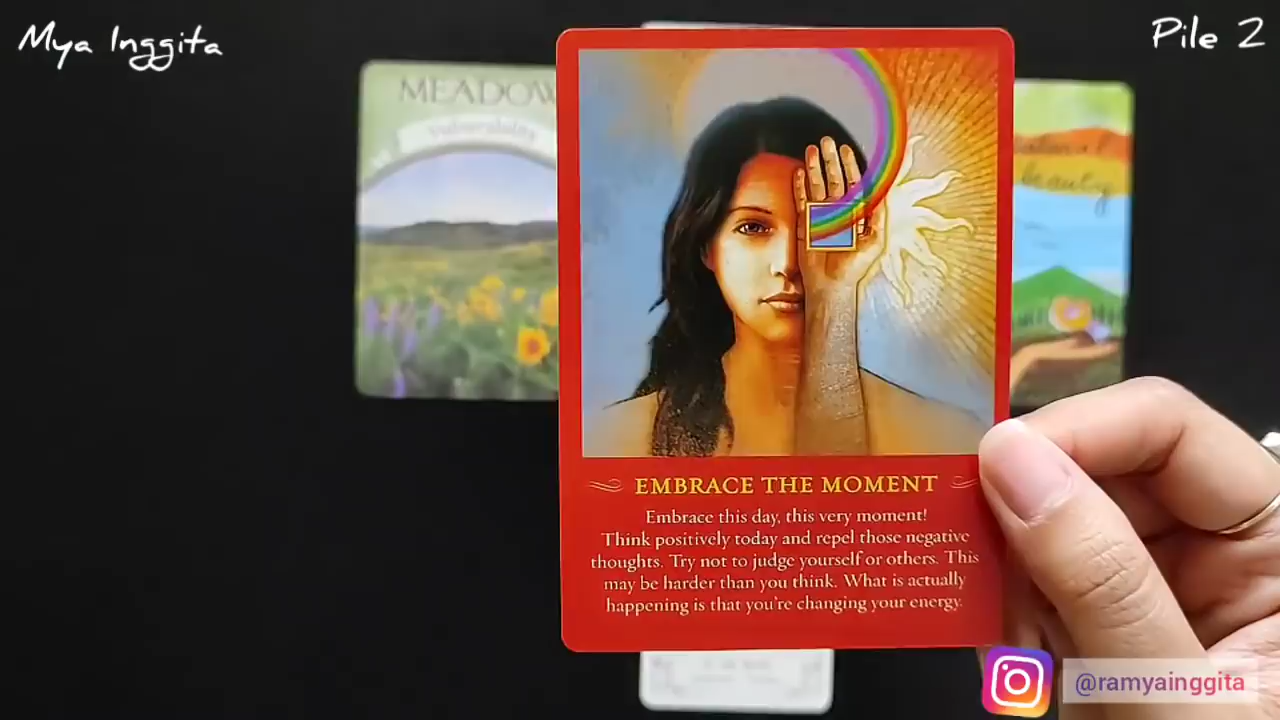 Mya Inggita
Pile 2
MEADOW
Vulnerability
beauty
EMBRACE THE MOMENT
Embrace this day, this very moment!
Think positively today and repel those negative
thoughts. Try not to judge yourself or others. This
may be harder than you think. What is actually
happening is that you're changing your energy.
@ramyainggita